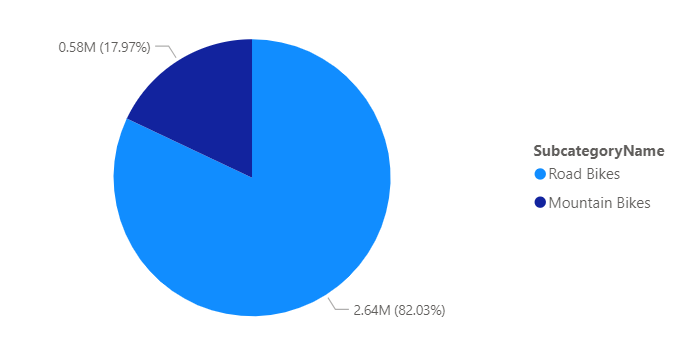 0.58M (17.97%)
SubcategoryName
Road Bikes
Mountain Bikes
2.64M (82.03%)